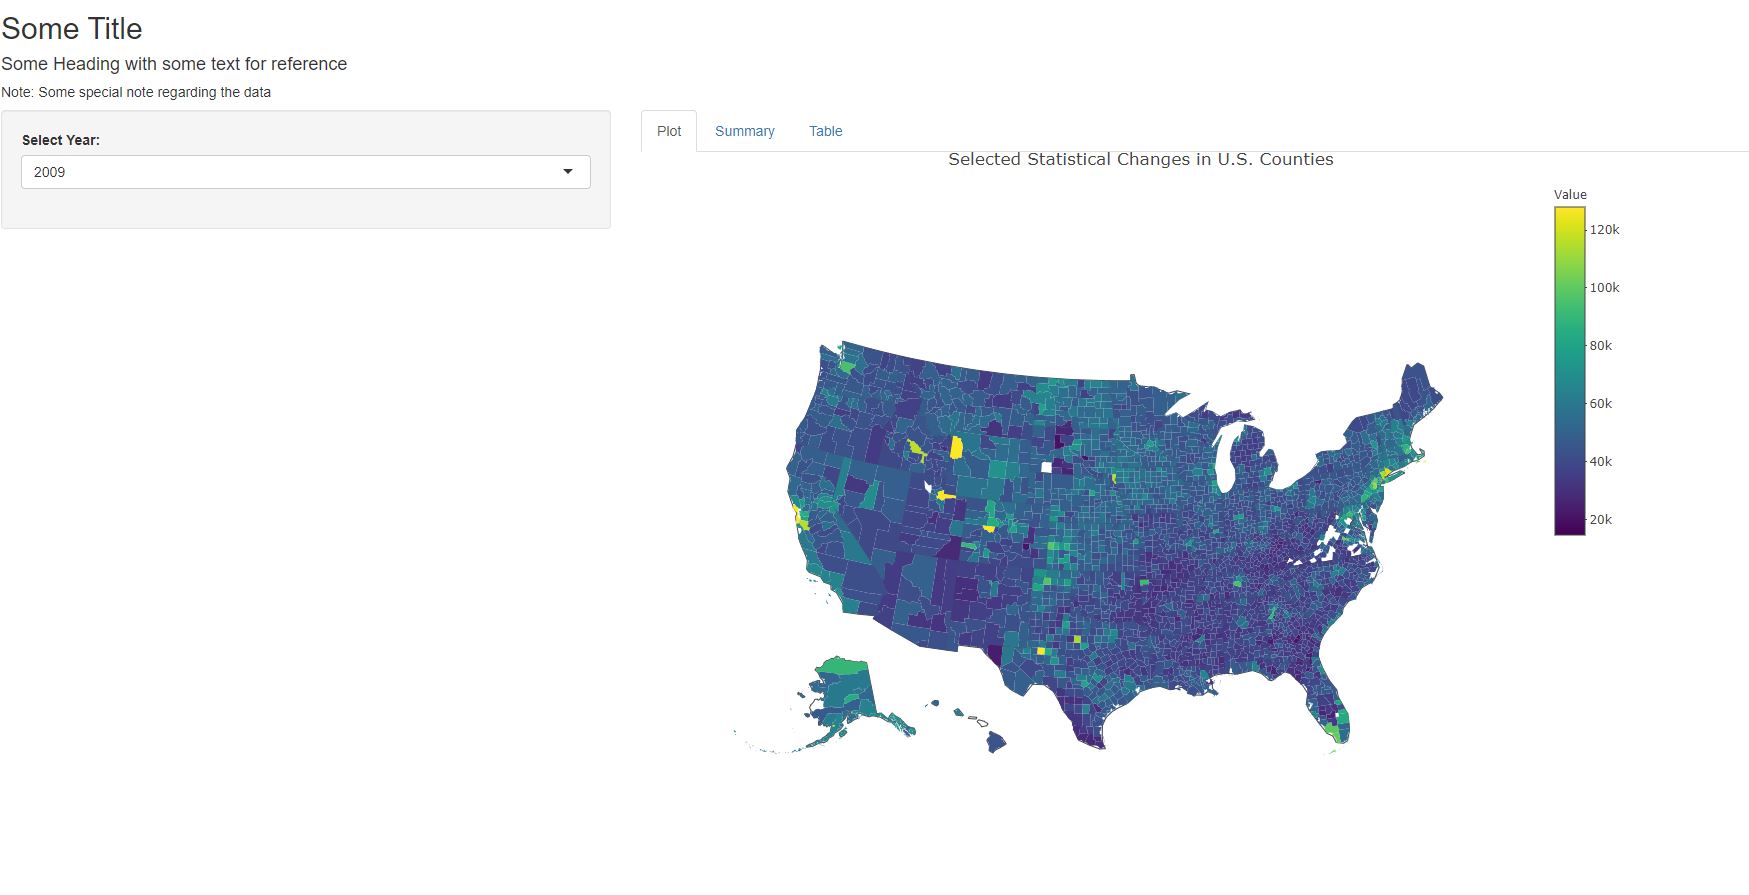 Some Title
Some Heading with some text for reference
Note: Some special note regarding the data
Select Year:
2009
Plot Summary Table
Selected Statistical Changes in U.S. Counties
Value
120k
100k
80k
60k
40k
20k